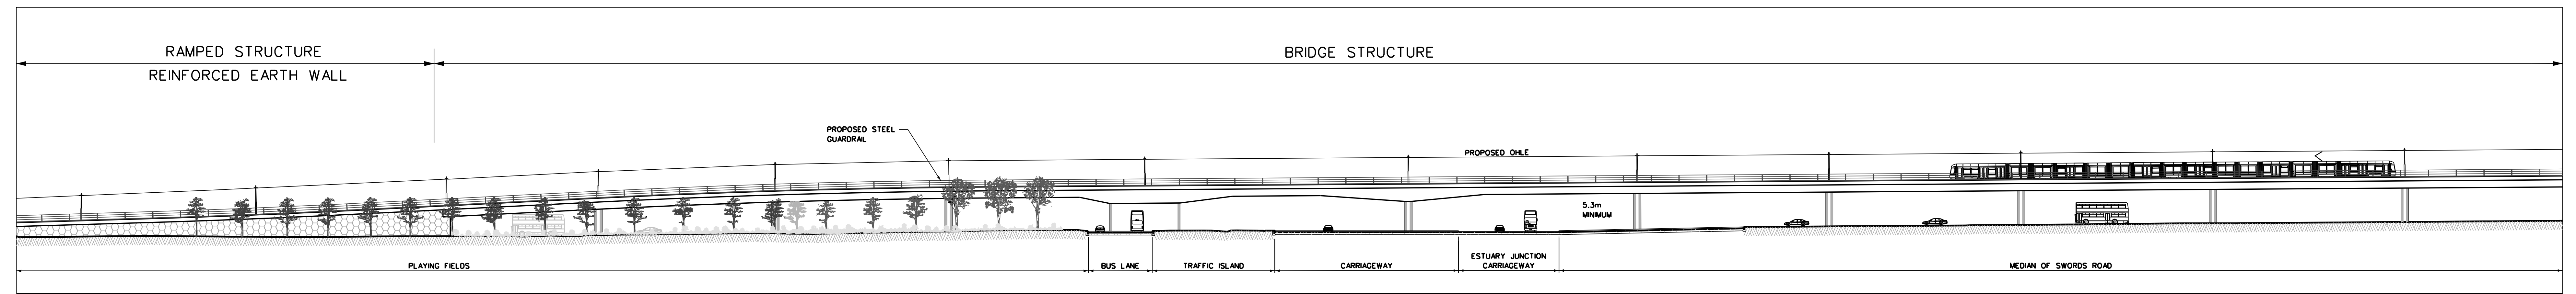 RAMPED STRUCTURE
REINFORCED EARTH WALL
BRIDGE STRUCTURE
PROPOSED STEEL
GUARDRAIL
PROPOSED OHLE
5.3m
MINIMUM
PLAYING FIELDS
BUS LANE
TRAFFIC ISLAND
CARRIAGEWAY
ESTUARY JUNCTION
CARRIAGEWAY
MEDIAN OF SWORDS ROAD